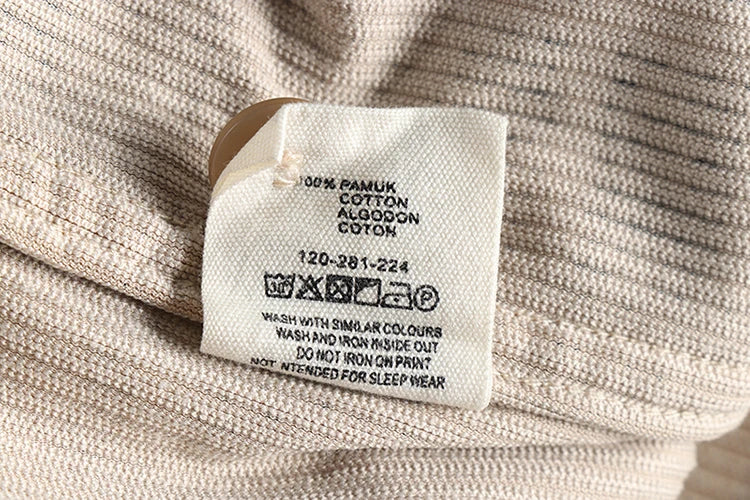 100% PAMUK
COTTON
ALGODON
COTON
120-281-224
30° P
WASH WITH SIMILAR COLOURS
WASH AND IRON INSIDE OUT
DO NOT IRON ON PRINT
NOT INTENDED FOR SLEEP WEAR